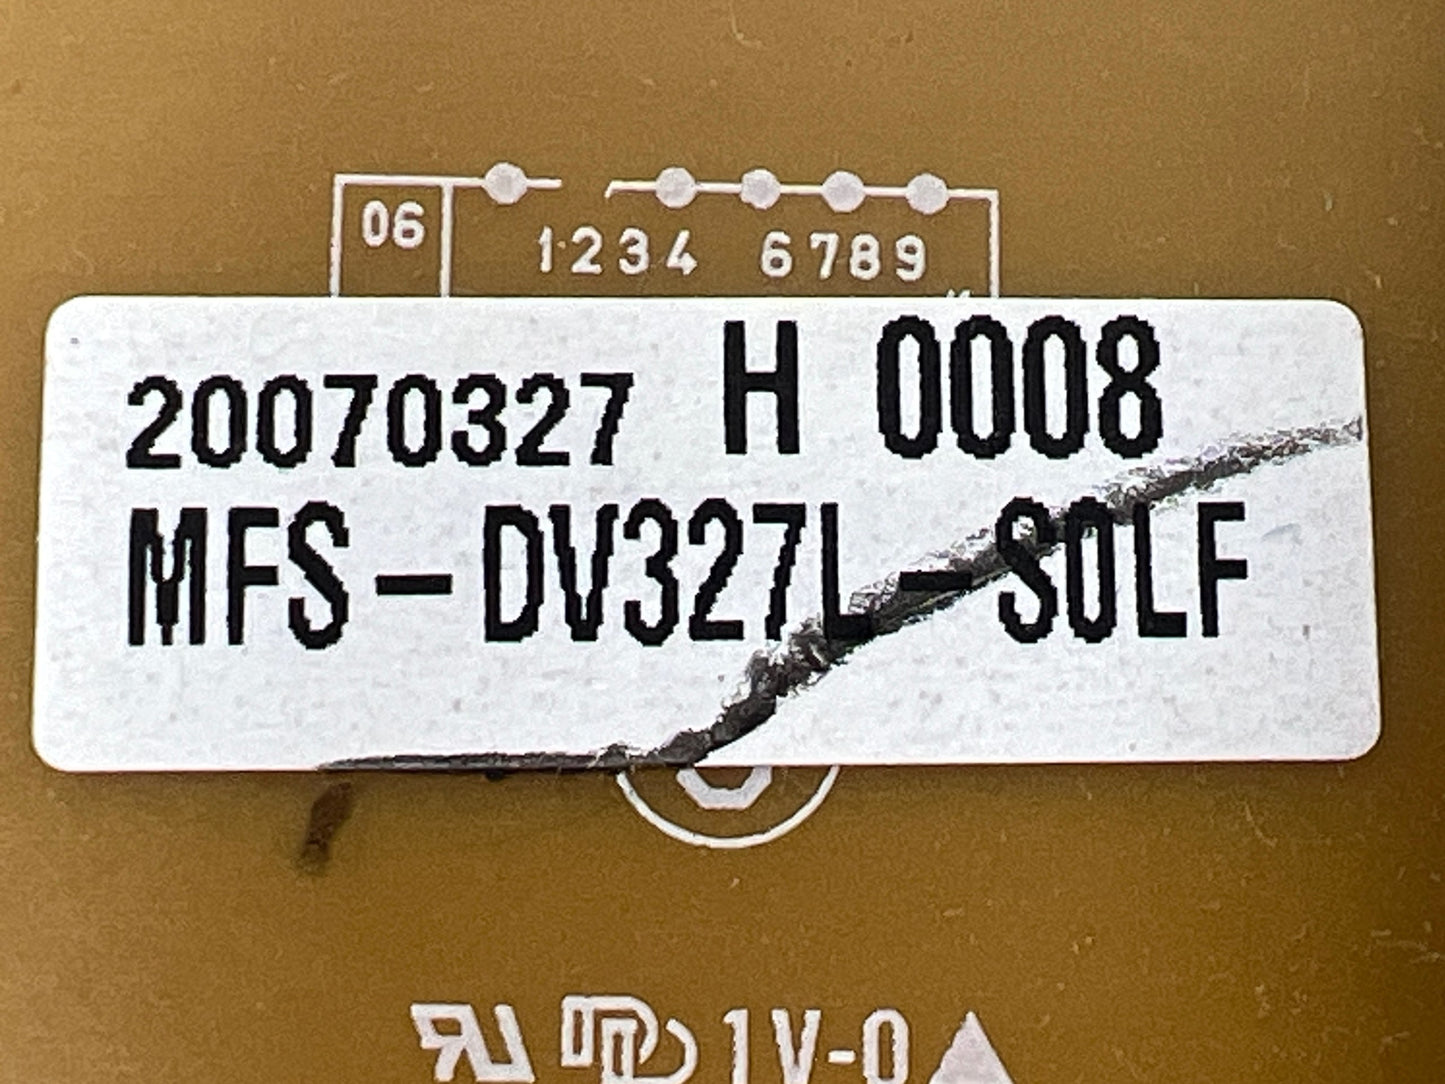 06
1234 6789
20070327 H 0008
MFS-DV327L-S0LF
1V-0